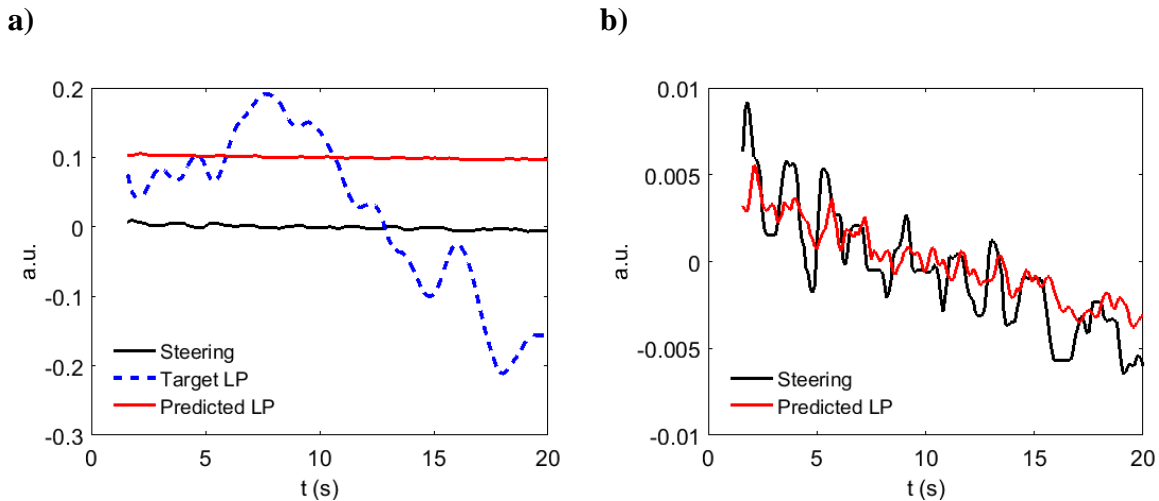 a)
0.2
0.1
0
-0.1
-0.2
-0.3
a.u.
Steering
Target LP
Predicted LP
0 5 10 15 20
t (s)
b)
0.01
0.005
0
-0.005
-0.01
a.u.
Steering
Predicted LP
0 5 10 15 20
t (s)